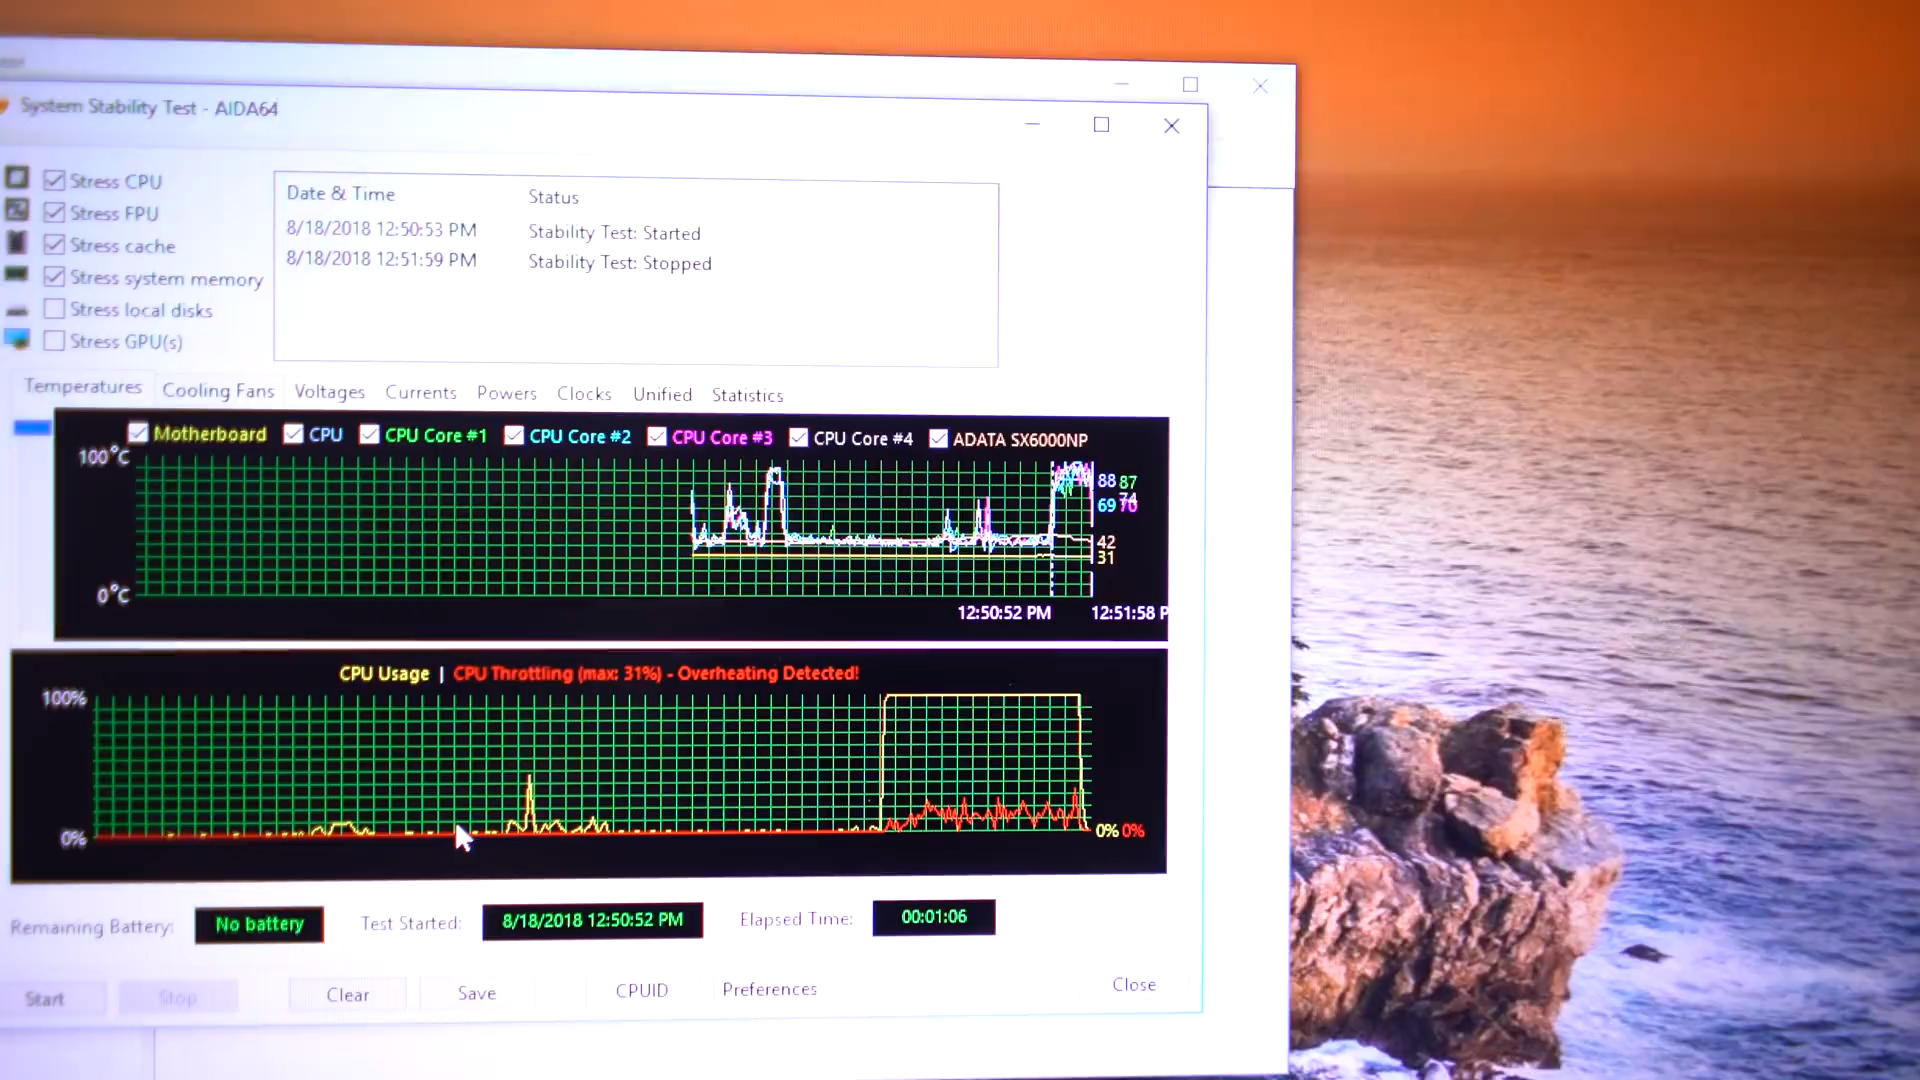 System Stability Test - AIDA64
Stress CPU
Stress FPU
Stress cache
Stress system memory
Stress local disks
Stress GPU(s)
Date & Time Status
8/18/2018 12:50:53 PM Stability Test: Started
8/18/2018 12:51:59 PM Stability Test: Stopped
Temperatures Cooling Fans Voltages Currents Powers Clocks Unified Statistics
Motherboard CPU CPU Core #1 CPU Core #2 CPU Core #3 CPU Core #4 ADATA SX6000NP
100°C
88 87
74
69 70
42
31
0°C
12:50:52 PM 12:51:58 P
CPU Usage | CPU Throttling (max: 31%) - Overheating Detected!
100%
0% 0% 0%
Remaining Battery: No battery Test Started: 8/18/2018 12:50:52 PM Elapsed Time: 00:01:06
Start Stop Clear Save CPUID Preferences Close